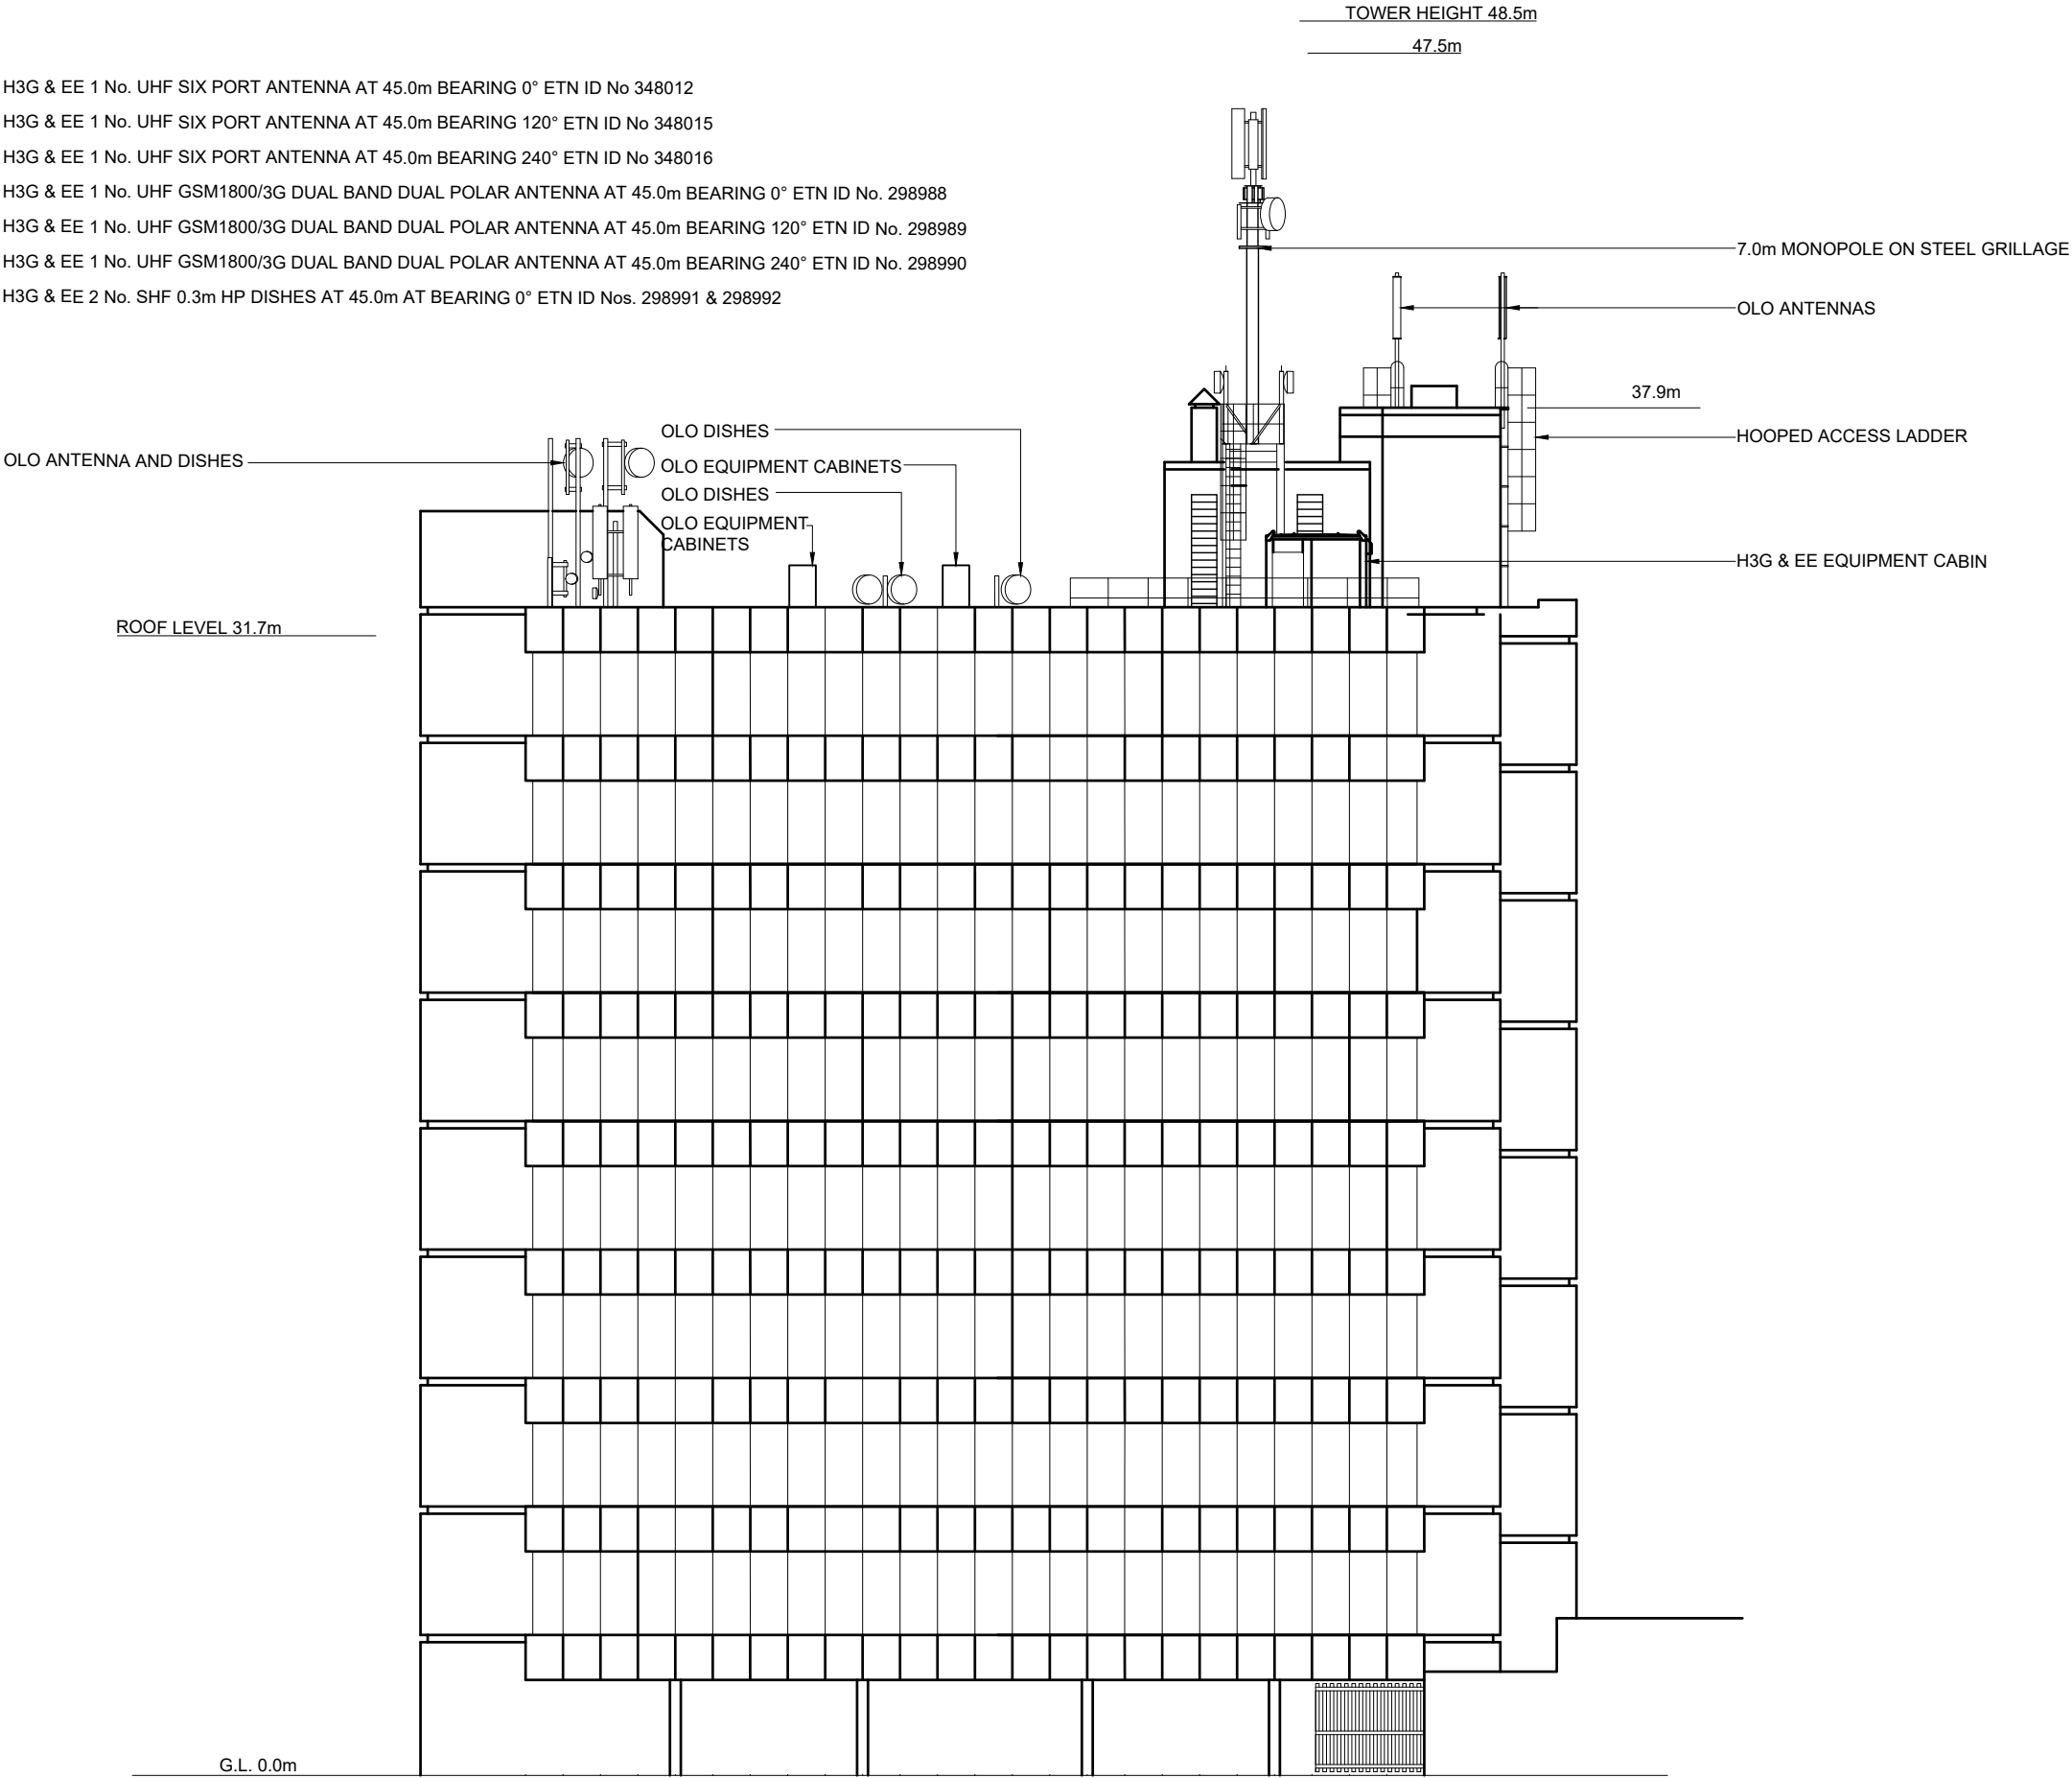 TOWER HEIGHT 48.5m
47.5m
H3G & EE 1 No. UHF SIX PORT ANTENNA AT 45.0m BEARING 0° ETN ID No 348012
H3G & EE 1 No. UHF SIX PORT ANTENNA AT 45.0m BEARING 120° ETN ID No 348015
H3G & EE 1 No. UHF SIX PORT ANTENNA AT 45.0m BEARING 240° ETN ID No 348016
H3G & EE 1 No. UHF GSM1800/3G DUAL BAND DUAL POLAR ANTENNA AT 45.0m BEARING 0° ETN ID No. 298988
H3G & EE 1 No. UHF GSM1800/3G DUAL BAND DUAL POLAR ANTENNA AT 45.0m BEARING 120° ETN ID No. 298989
H3G & EE 1 No. UHF GSM1800/3G DUAL BAND DUAL POLAR ANTENNA AT 45.0m BEARING 240° ETN ID No. 298990
H3G & EE 2 No. SHF 0.3m HP DISHES AT 45.0m AT BEARING 0° ETN ID Nos. 298991 & 298992
7.0m MONOPOLE ON STEEL GRILLAGE
OLO ANTENNAS
37.9m
HOOPED ACCESS LADDER
OLO ANTENNA AND DISHES
OLO DISHES
OLO EQUIPMENT CABINETS
OLO DISHES
OLO EQUIPMENT
CABINETS
H3G & EE EQUIPMENT CABIN
ROOF LEVEL 31.7m
G.L. 0.0m